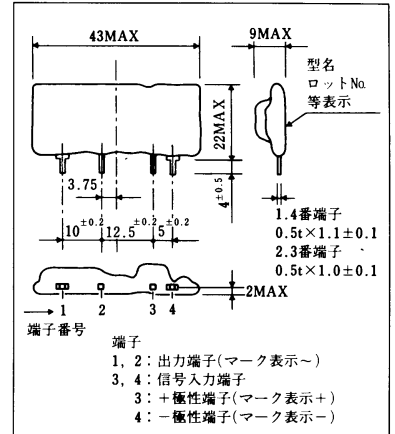 43MAX
9MAX
型名
ロットNo.
等表示
22MAX
3.75
4±0.5
10±0.2
12.5±0.2
5±0.2
1.4番端子
0.5t×1.1±0.1
2.3番端子
0.5t×1.0±0.1
2MAX
1 2 3 4
端子番号
端子
1, 2：出力端子(マーク表示～)
3, 4：信号入力端子
3：＋極性端子(マーク表示＋)
4：－極性端子(マーク表示－)